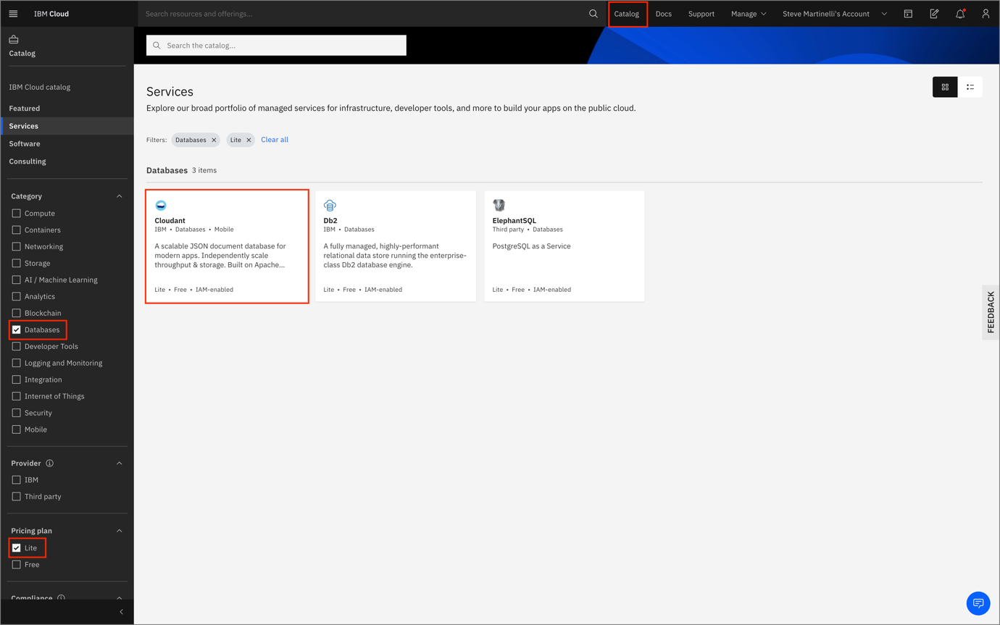 IBM Cloud
Search resources and offerings...
Catalog
Docs
Support
Manage
Steve Martinelli's Account
Catalog
IBM Cloud catalog
Featured
Services
Software
Consulting
Category
Compute
Containers
Networking
Storage
AI / Machine Learning
Analytics
Blockchain
Databases
Developer Tools
Logging and Monitoring
Integration
Internet of Things
Security
Mobile
Provider
IBM
Third party
Pricing plan
Lite
Free
Compliance
Search the catalog...
Services
Explore our broad portfolio of managed services for infrastructure, developer tools, and more to build your apps on the public cloud.
Filters: Databases Lite Clear all
Databases 3 items
Cloudant
IBM • Databases • Mobile
A scalable JSON document database for
modern apps. Independently scale
throughput & storage. Built on Apache...
Lite • Free • IAM-enabled
Db2
IBM • Databases
A fully managed, highly-performant
relational data store running the enterprise-
class Db2 database engine.
Lite • Free • IAM-enabled
ElephantSQL
Third party • Databases
PostgreSQL as a Service
Lite • Free • IAM-enabled
FEEDBACK